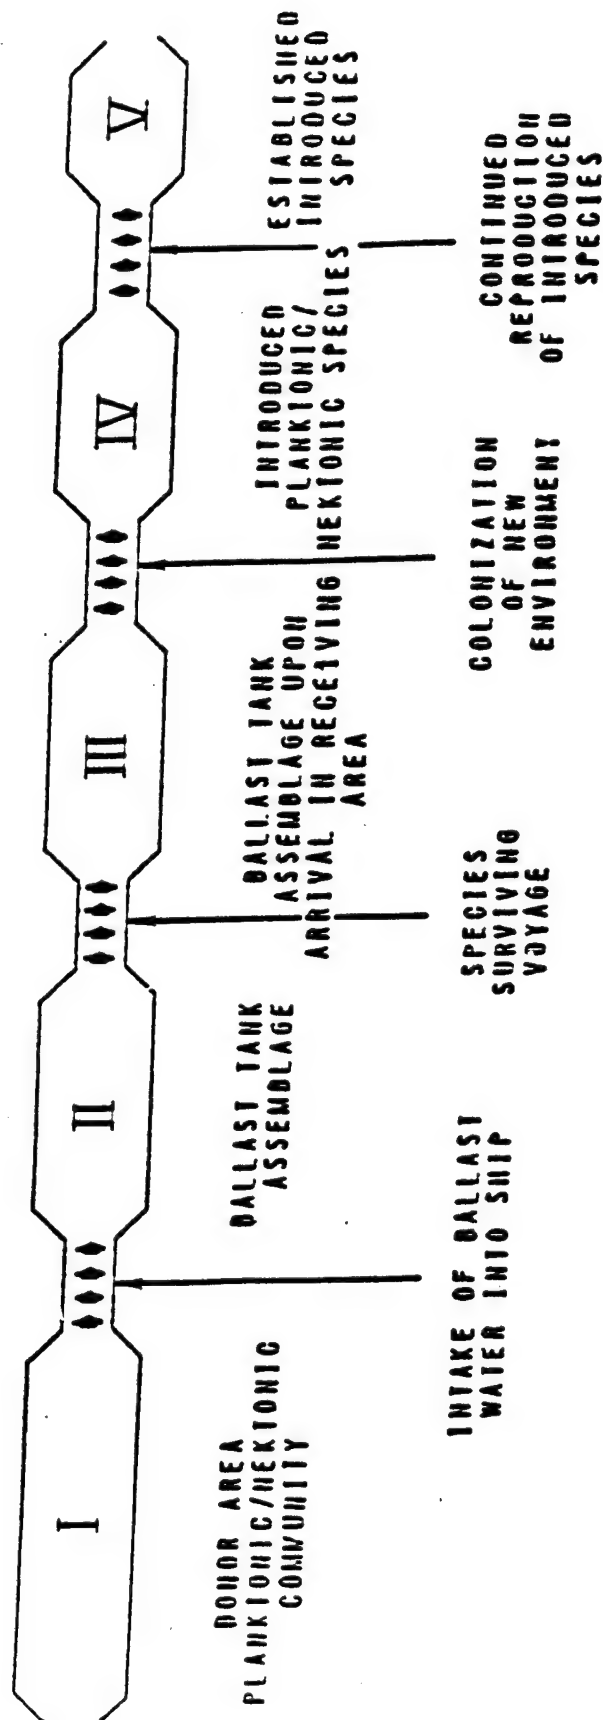 I
II
III
IV
V
DONOR AREA
PLANKTONIC/NEKTONIC
COMMUNITY
BALLAST TANK
ASSEMBLAGE
BALLAST TANK
ASSEMBLAGE UPON
ARRIVAL IN RECEIVING
AREA
INTRODUCED
PLANKTONIC/
NEKTONIC SPECIES
ESTABLISHED
INTRODUCED
SPECIES
INTAKE OF BALLAST
WATER INTO SHIP
SPECIES
SURVIVING
VOYAGE
COLONIZATION
OF NEW
ENVIRONMENT
CONTINUED
REPRODUCTION
OF INTRODUCED
SPECIES